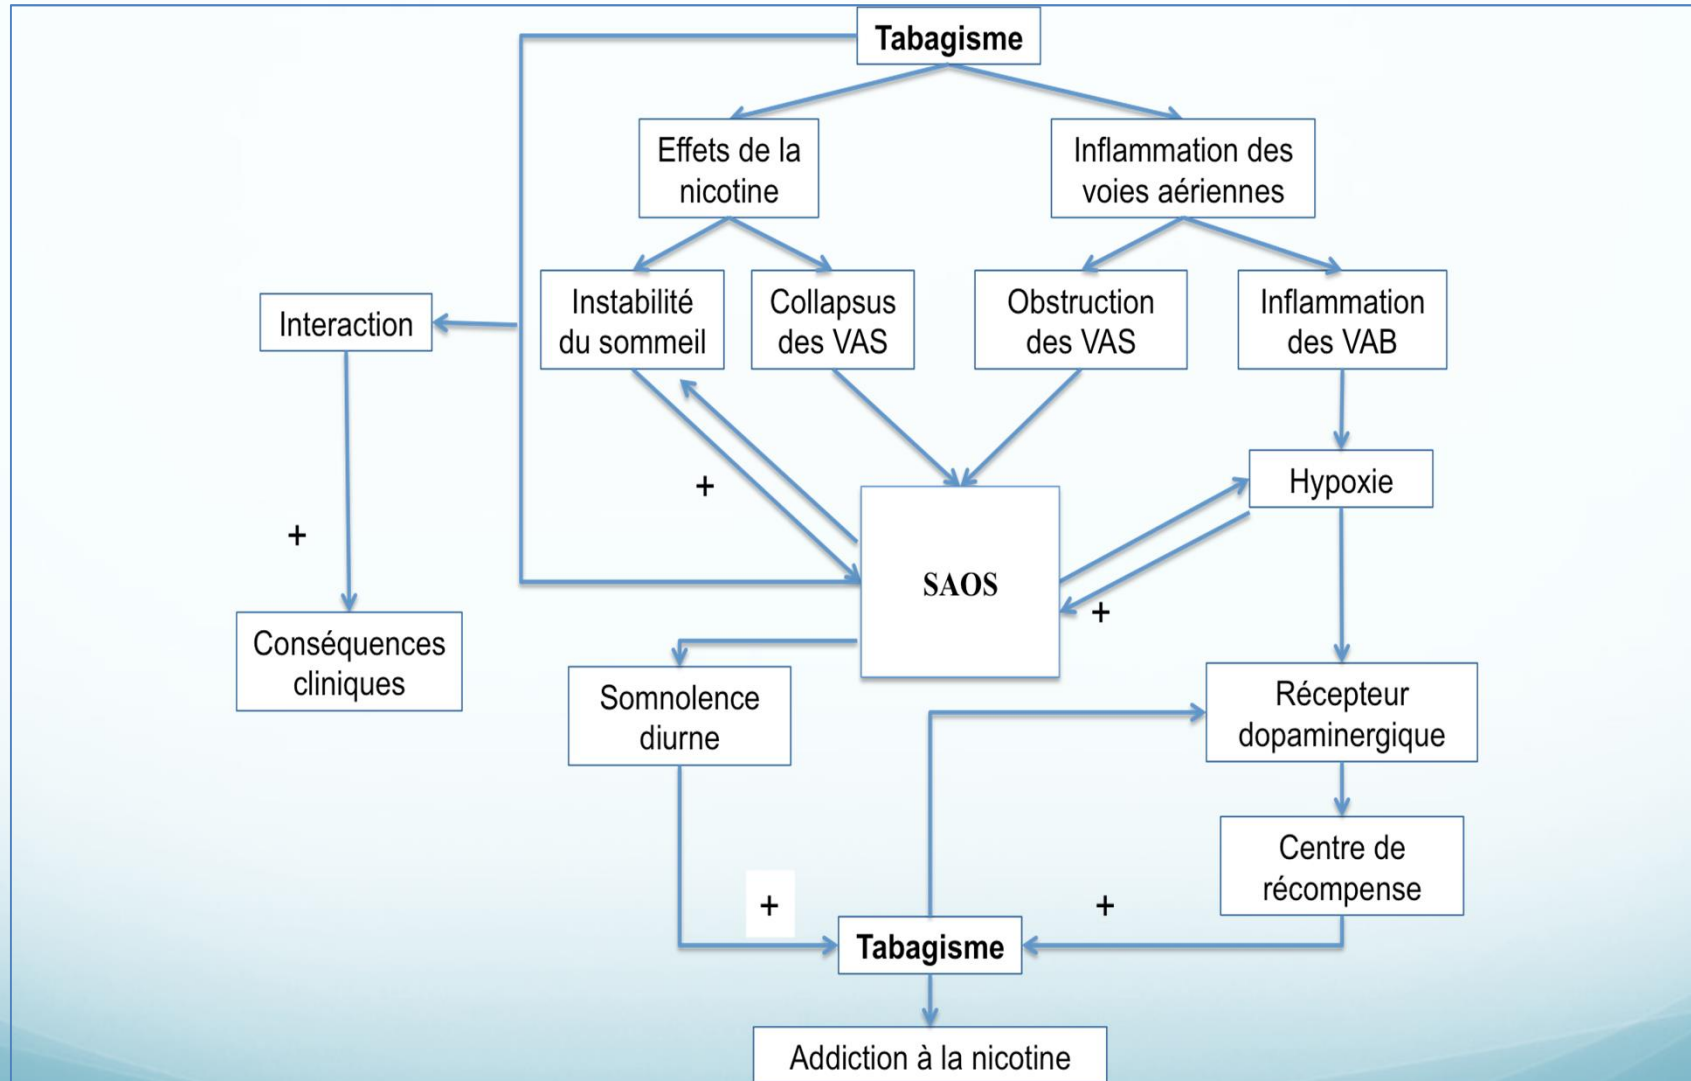 Tabagisme
Effets de la
nicotine
Inflammation des
voies aériennes
Interaction
Instabilité
du sommeil
Collapsus
des VAS
Obstruction
des VAS
Inflammation
des VAB
+
Hypoxie
+
SAOS
+
Conséquences
cliniques
Somnolence
diurne
Récepteur
dopaminergique
Centre de
récompense
+
+
Tabagisme
Addiction à la nicotine